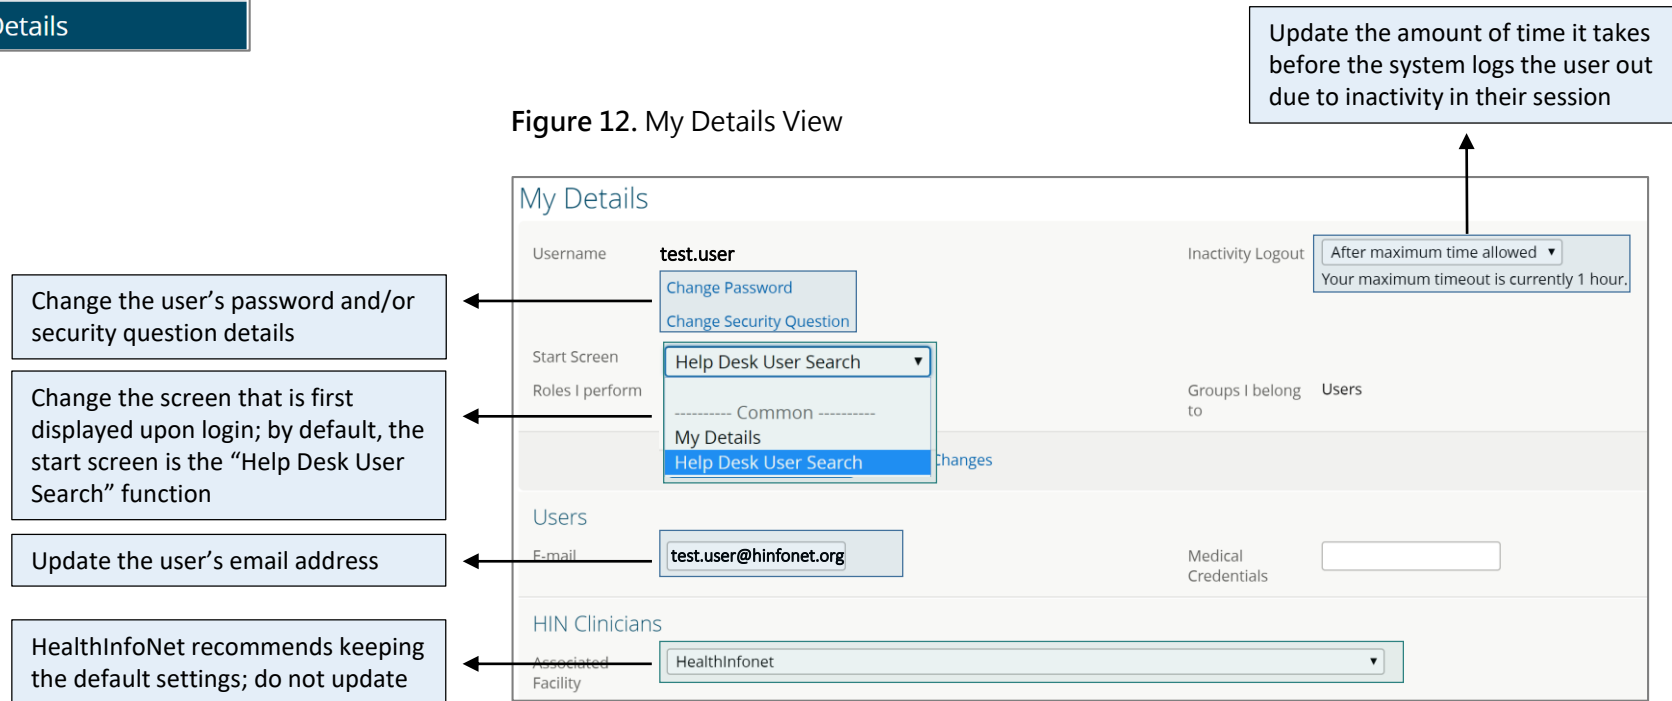 Details
Update the amount of time it takes
before the system logs the user out
due to inactivity in their session
Figure 12. My Details View
My Details
Username
test.user
Inactivity Logout
After maximum time allowed
Your maximum timeout is currently 1 hour.
Change Password
Change Security Question
Change the user's password and/or
security question details
Start Screen
Help Desk User Search
Roles I perform
Groups I belong
to
Users
---------- Common ----------
My Details
Help Desk User Search
Changes
Change the screen that is first
displayed upon login; by default, the
start screen is the “Help Desk User
Search” function
Users
E-mail
test.user@hinfonet.org
Medical
Credentials
Update the user's email address
HIN Clinicians
Associated
Facility
HealthInfonet
HealthInfoNet recommends keeping
the default settings; do not update